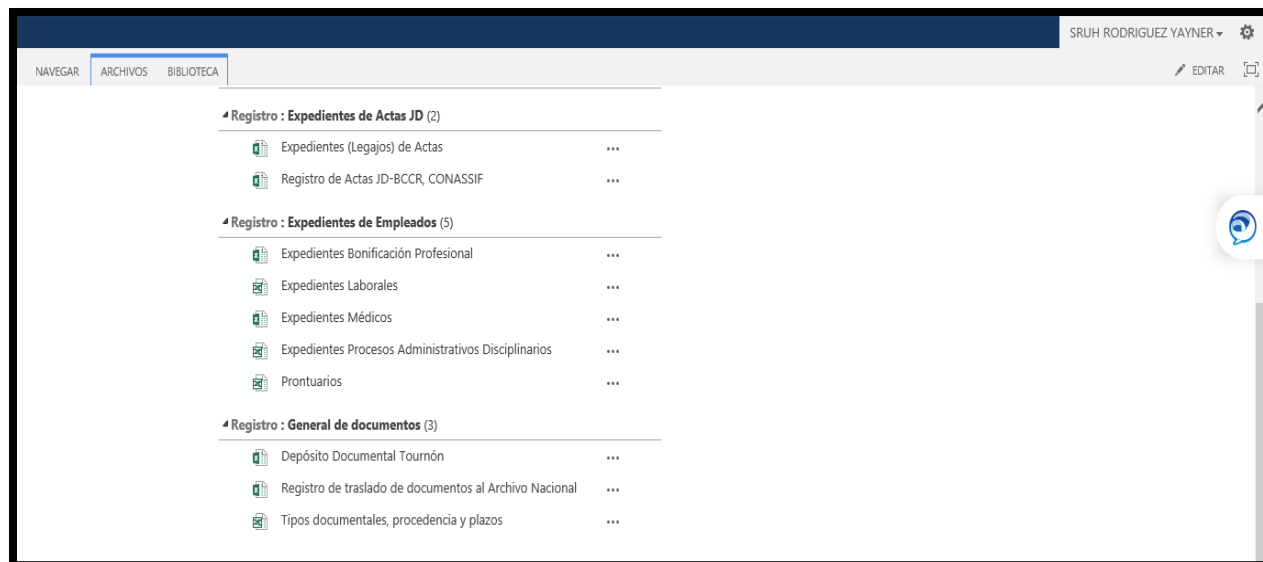 SRUH RODRIGUEZ YAYNER
NAVEGAR ARCHIVOS BIBLIOTECA EDITAR
Registro : Expedientes de Actas JD (2)
Expedientes (Legajos) de Actas ...
Registro de Actas JD-BCCR, CONASSIF ...
Registro : Expedientes de Empleados (5)
Expedientes Bonificación Profesional ...
Expedientes Laborales ...
Expedientes Médicos ...
Expedientes Procesos Administrativos Disciplinarios ...
Prontuarios ...
Registro : General de documentos (3)
Depósito Documental Tournón ...
Registro de traslado de documentos al Archivo Nacional ...
Tipos documentales, procedencia y plazos ...